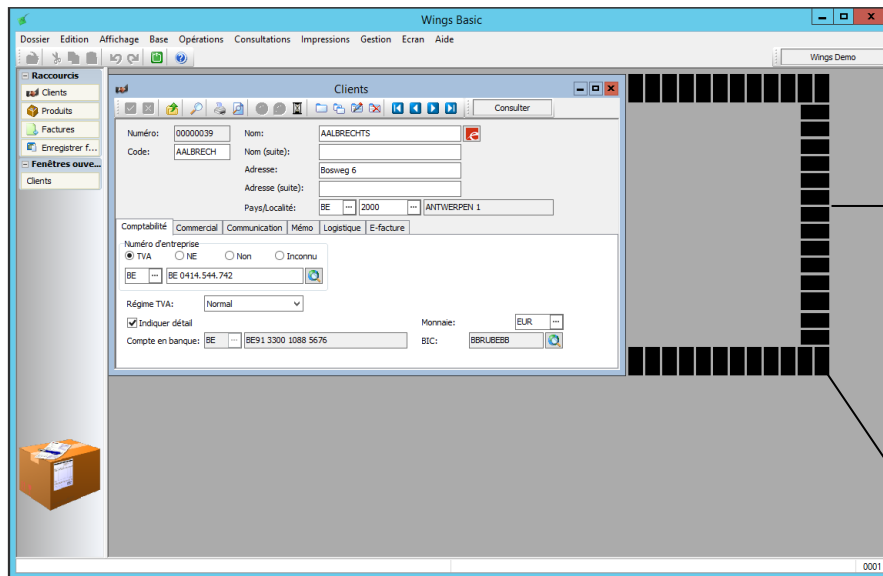 Wings Basic
Dossier Edition Affichage Base Opérations Consultations Impressions Gestion Ecran Aide
Wings Demo
Raccourcis
Clients
Produits
Factures
Enregistrer f...
Fenêtres ouve...
Clients
Clients
Consulter
Numéro: 00000039 Nom: AALBRECHTS
Code: AALBRECH Nom (suite):
Adresse: Bosweg 6
Adresse (suite):
Pays/Localité: BE ... 2000 ... ANTWERPEN 1
Comptabilité Commercial Communication Mémo Logistique E-facture
Numéro d'entreprise
TVA NE Non Inconnu
BE ... BE 0414.544.742
Régime TVA: Normal
Indiquer détail Monnaie: EUR ...
Compte en banque: BE ... BE91 3300 1088 5676 BIC: BBRUBEBB
0001